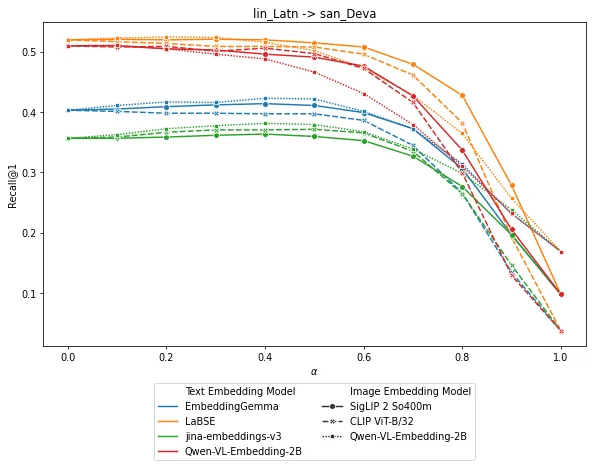 lin_Latn -> san_Deva
0.5
0.4
0.3
0.2
0.1
Recall@1
0.0 0.2 0.4 0.6 0.8 1.0
α
Text Embedding Model
EmbeddingGemma
LaBSE
jina-embeddings-v3
Qwen-VL-Embedding-2B
Image Embedding Model
SigLIP 2 So400m
CLIP ViT-B/32
Qwen-VL-Embedding-2B